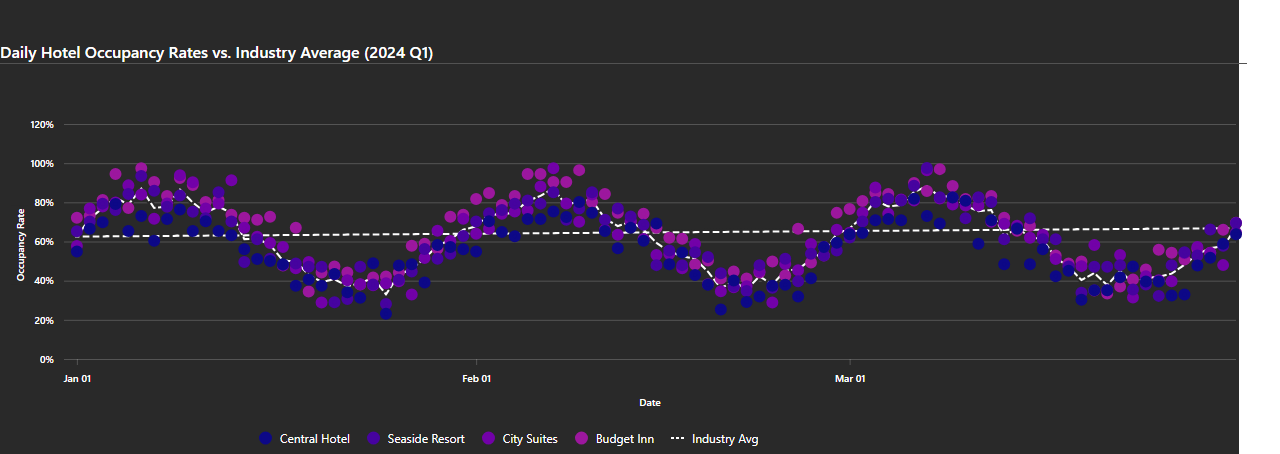 Daily Hotel Occupancy Rates vs. Industry Average (2024 Q1)
120%
100%
80%
60%
40%
20%
0%
Occupancy Rate
Jan 01
Feb 01
Mar 01
Date
Central Hotel
Seaside Resort
City Suites
Budget Inn
Industry Avg